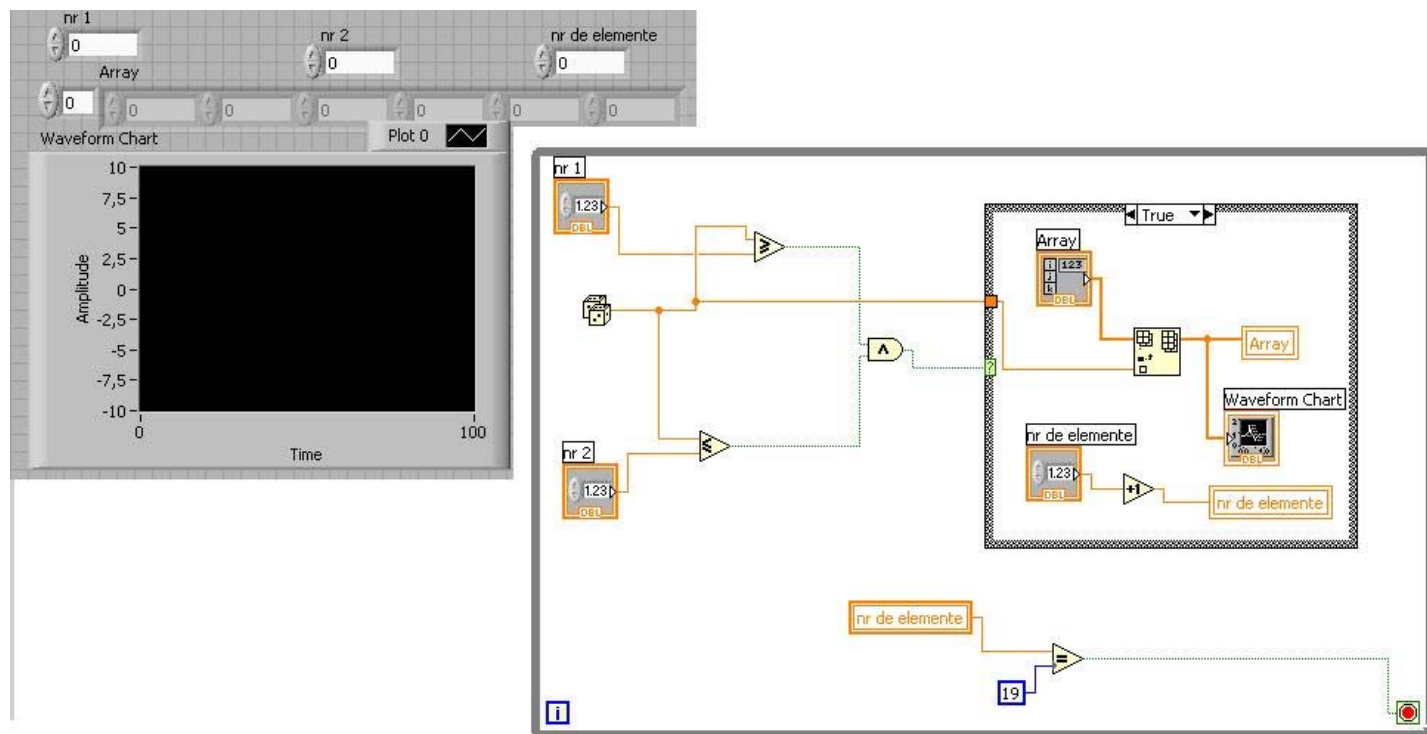 nr 1
0
nr 2
0
nr de elemente
0
Array
0 0 0 0 0 0 0
Waveform Chart
Plot 0
10
7,5
5
2,5
0
-2,5
-5
-7,5
-10
Amplitude
0 100
Time
nr 1
1.23
DBL
nr 2
1.23
DBL
True
Array
i
j
k
123
DBL
Array
Waveform Chart
DBL
nr de elemente
1.23
DBL
+1
nr de elemente
?
nr de elemente
=
19
i